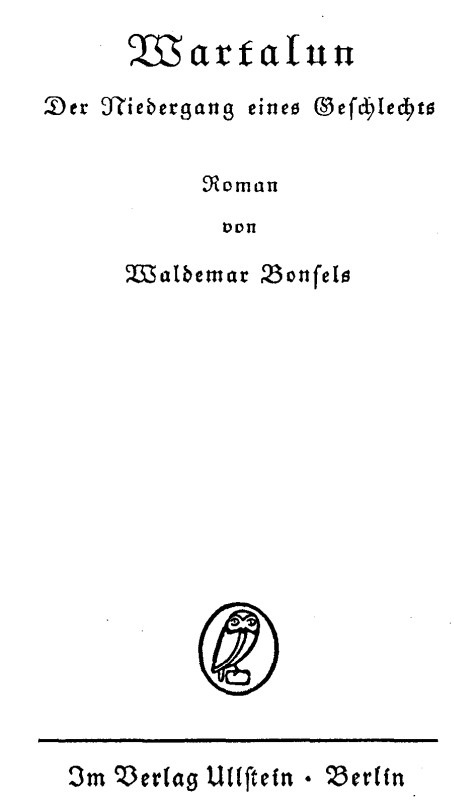 Wartalun
Der Niedergang eines Geſchlechts
Roman
von
Waldemar Bonſels
Im Verlag Ullſtein · Berlin